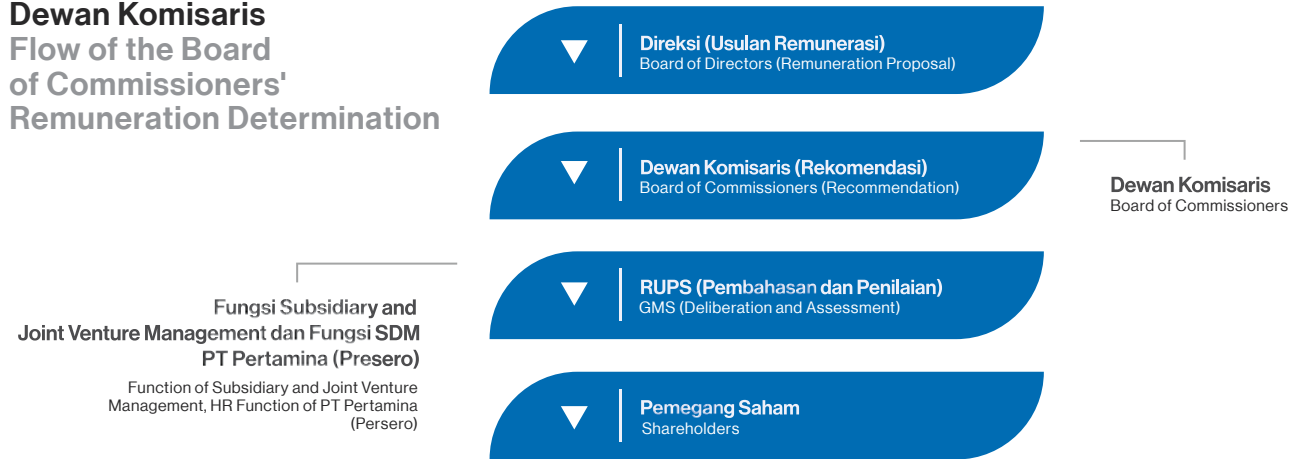 Dewan Komisaris
Flow of the Board
of Commissioners'
Remuneration Determination
Direksi (Usulan Remunerasi)
Board of Directors (Remuneration Proposal)
Dewan Komisaris (Rekomendasi)
Board of Commissioners (Recommendation)
Dewan Komisaris
Board of Commissioners
RUPS (Pembahasan dan Penilaian)
GMS (Deliberation and Assessment)
Fungsi Subsidiary and
Joint Venture Management dan Fungsi SDM
PT Pertamina (Presero)
Function of Subsidiary and Joint Venture
Management, HR Function of PT Pertamina
(Persero)
Pemegang Saham
Shareholders